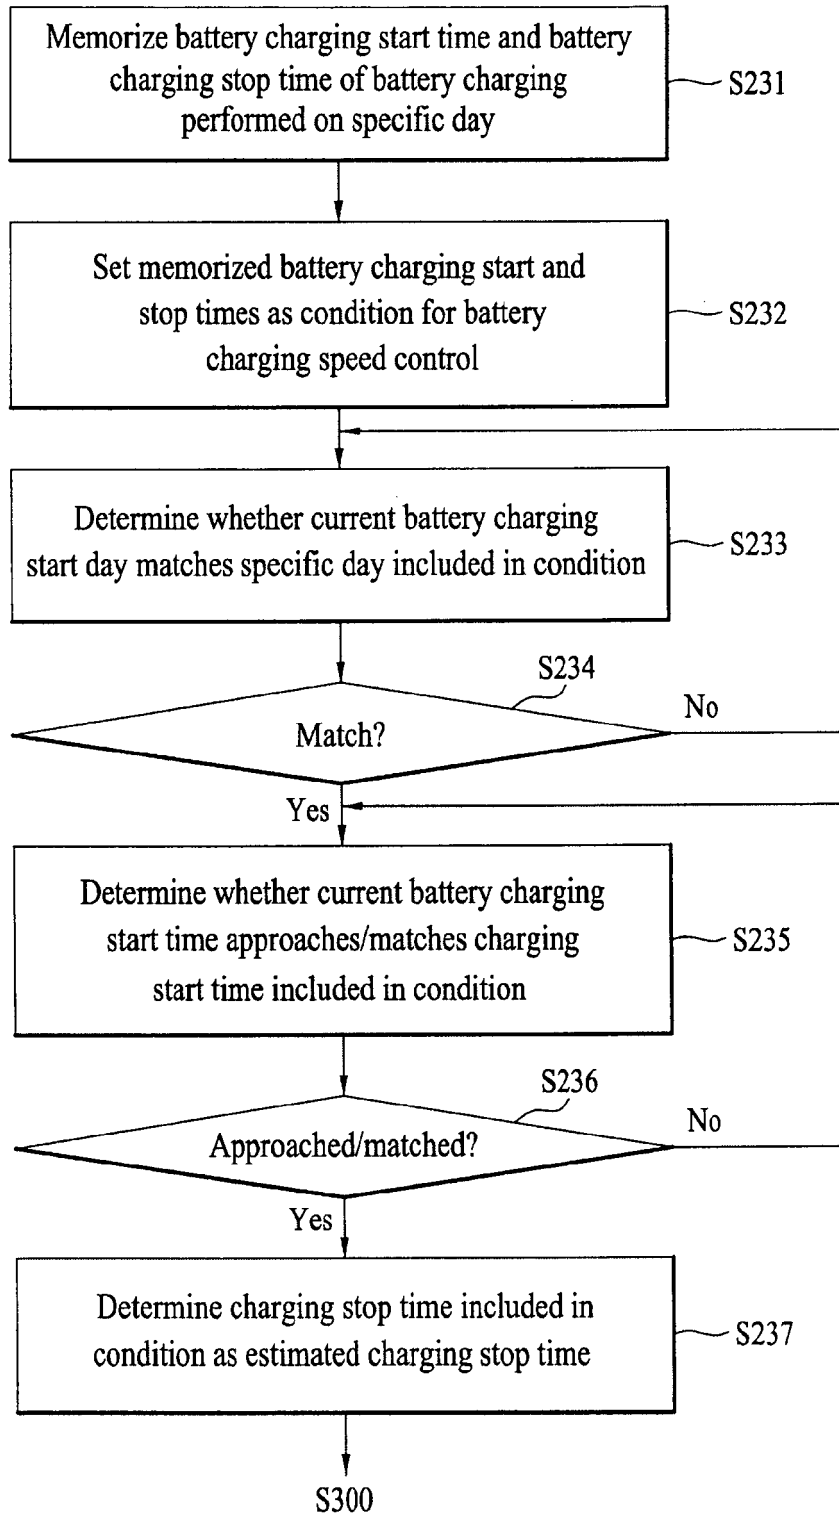 Memorize battery charging start time and battery
charging stop time of battery charging
performed on specific day
S231
Set memorized battery charging start and
stop times as condition for battery
charging speed control
S232
Determine whether current battery charging
start day matches specific day included in condition
S233
S234
Match?
No
Yes
Determine whether current battery charging
start time approaches/matches charging
start time included in condition
S235
S236
Approached/matched?
No
Yes
Determine charging stop time included in
condition as estimated charging stop time
S237
S300